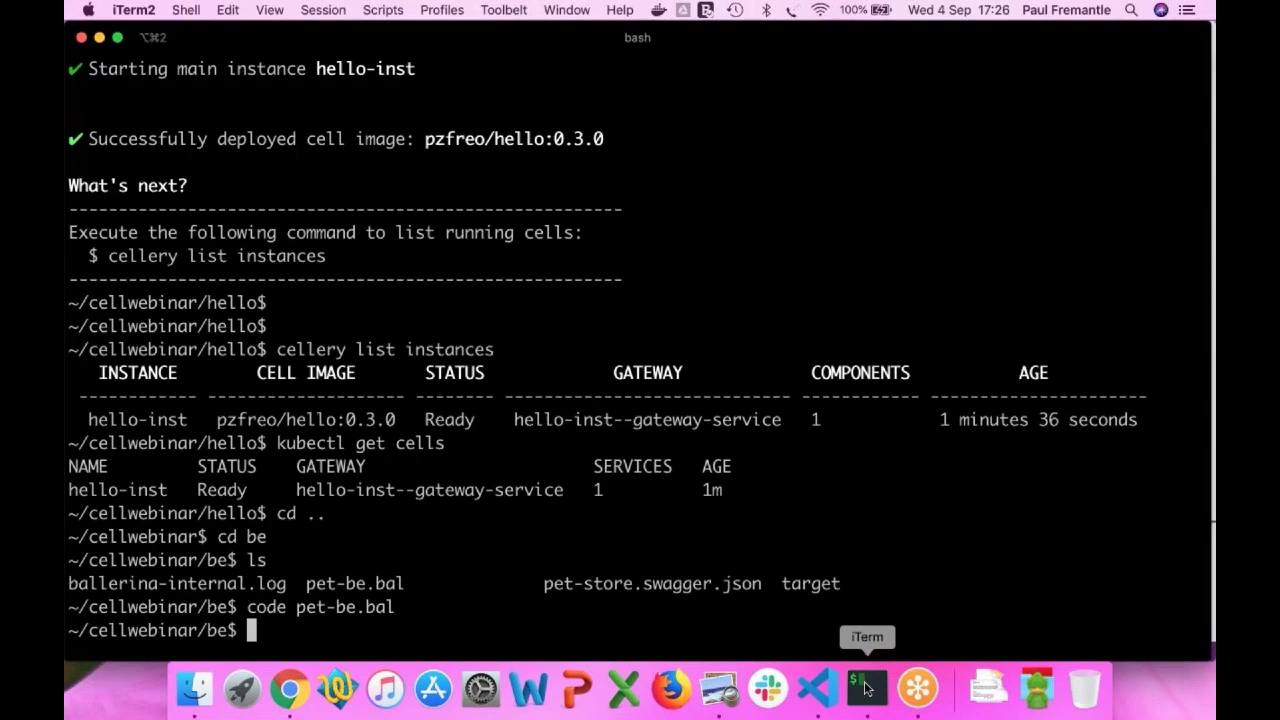 iTerm2 Shell Edit View Session Scripts Profiles Toolbelt Window Help 100% Wed 4 Sep 17:26 Paul Fremantle
⌥⌘2 bash
✔ Starting main instance hello-inst
✔ Successfully deployed cell image: pzfreo/hello:0.3.0
What's next?
--------------------------------------------------------
Execute the following command to list running cells:
$ cellery list instances
--------------------------------------------------------
~/cellwebinar/hello$
~/cellwebinar/hello$
~/cellwebinar/hello$ cellery list instances
INSTANCE CELL IMAGE STATUS GATEWAY COMPONENTS AGE
------------ -------------------- -------- ----------------------------- ------------ ----------------------
hello-inst pzfreo/hello:0.3.0 Ready hello-inst--gateway-service 1 1 minutes 36 seconds
~/cellwebinar/hello$ kubectl get cells
NAME STATUS GATEWAY SERVICES AGE
hello-inst Ready hello-inst--gateway-service 1 1m
~/cellwebinar/hello$ cd ..
~/cellwebinar$ cd be
~/cellwebinar/be$ ls
ballerina-internal.log pet-be.bal pet-store.swagger.json target
~/cellwebinar/be$ code pet-be.bal
~/cellwebinar/be$
iTerm